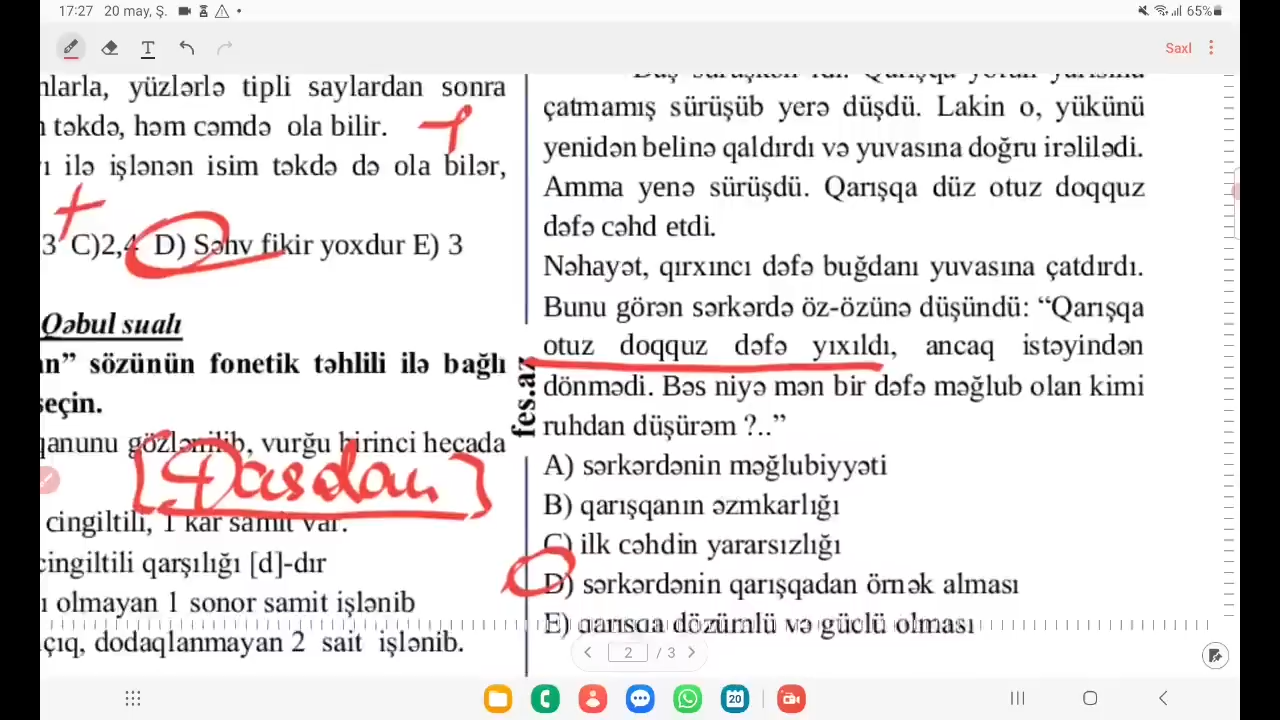 17:27 20 may, Ş.
65%
T
Saxl
nlarla, yüzlərlə tipli saylardan sonra
təkdə, həm cəmdə ola bilir.
ı ilə işlənən isim təkdə də ola bilər,
3 C)2,4 D) Səhv fikir yoxdur E) 3
Qəbul sualı
an” sözünün fonetik təhlili ilə bağlı
seçin.
qanunu gözlənilib, vurğu birinci hecada
[Dasdan]
cingiltili, 1 kar samit var.
cingiltili qarşılığı [d]-dır
ı olmayan 1 sonor samit işlənib
çıq, dodaqlanmayan 2 sait işlənib.
fes.az
çatmamış sürüşüb yerə düşdü. Lakin o, yükünü
yenidən belinə qaldırdı və yuvasına doğru irəlilədi.
Amma yenə sürüşdü. Qarışqa düz otuz doqquz
dəfə cəhd etdi.
Nəhayət, qırxıncı dəfə buğdanı yuvasına çatdırdı.
Bunu görən sərkərdə öz-özünə düşündü: “Qarışqa
otuz doqquz dəfə yıxıldı, ancaq istəyindən
dönmədi. Bəs niyə mən bir dəfə məğlub olan kimi
ruhdan düşürəm ?..”
A) sərkərdənin məğlubiyyəti
B) qarışqanın əzmkarlığı
C) ilk cəhdin yararsızlığı
D) sərkərdənin qarışqadan örnək alması
E) qarışqa dözümlü və güclü olması
2 / 3
20